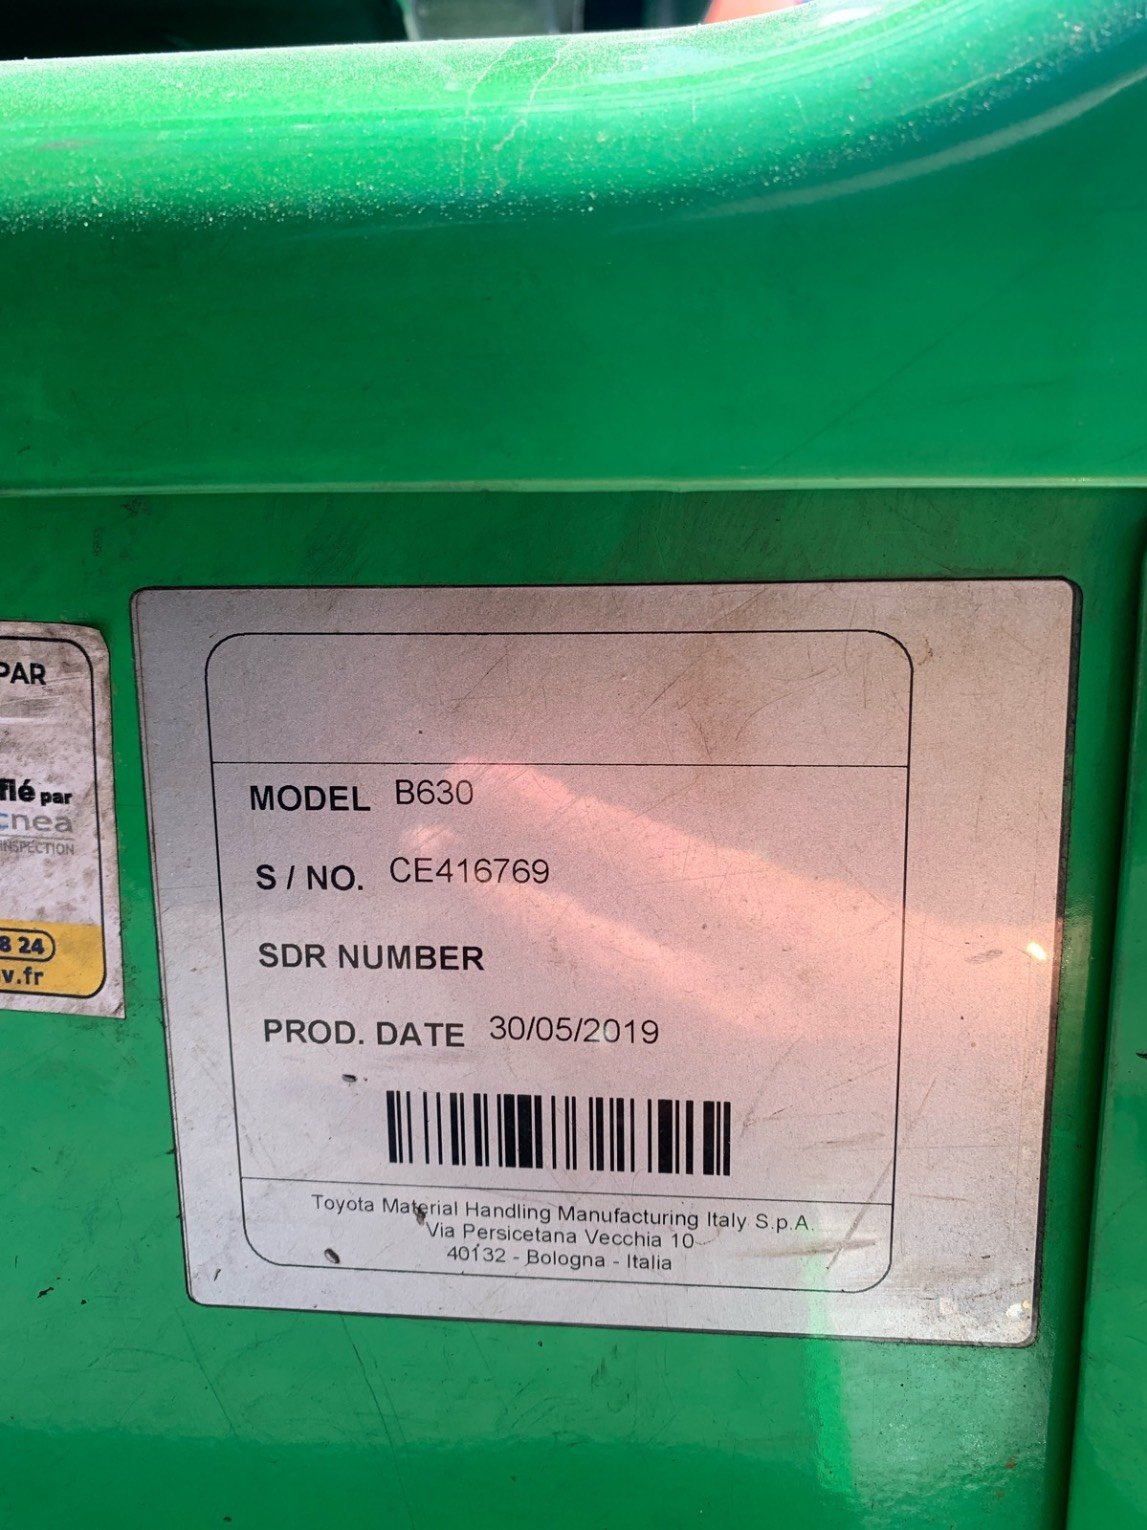 PAR
fié par
cnea
INSPECTION
8 24
v.fr
MODEL B630
S / NO. CE416769
SDR NUMBER
PROD. DATE 30/05/2019
Toyota Material Handling Manufacturing Italy S.p.A.
Via Persicetana Vecchia 10
40132 - Bologna - Italia